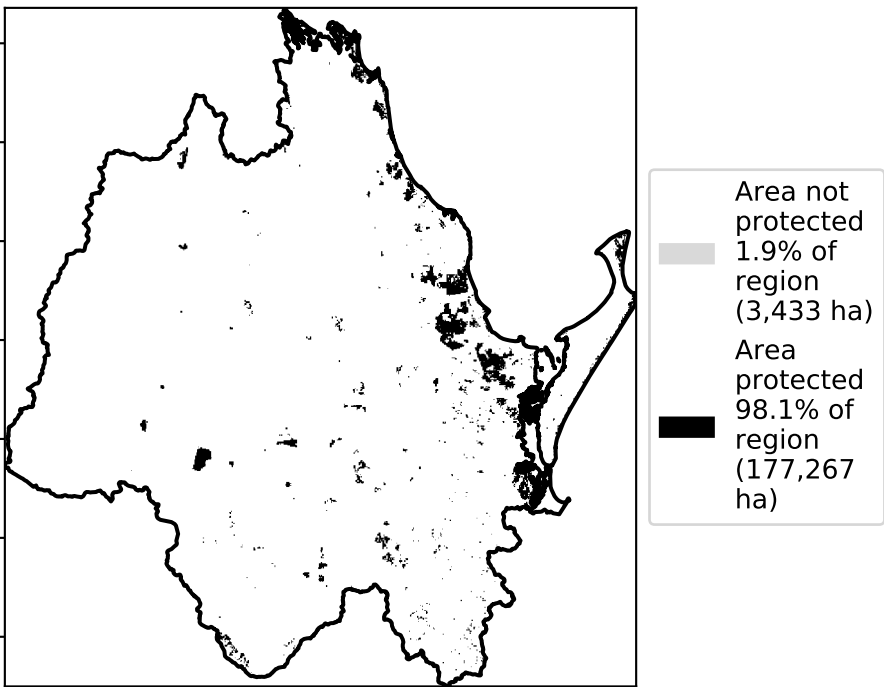 Area not
protected
1.9% of
region
(3,433 ha)
Area
protected
98.1% of
region
(177,267
ha)